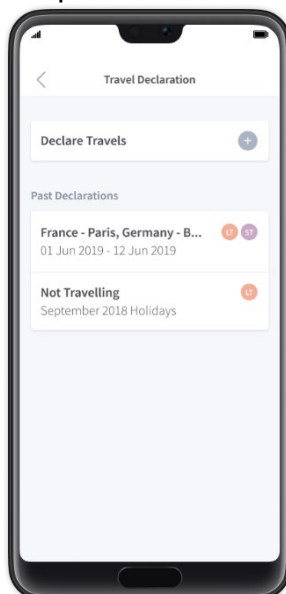 Travel Declaration
Declare Travels
Past Declarations
France - Paris, Germany - B... LT ST
01 Jun 2019 - 12 Jun 2019
Not Travelling LT
September 2018 Holidays